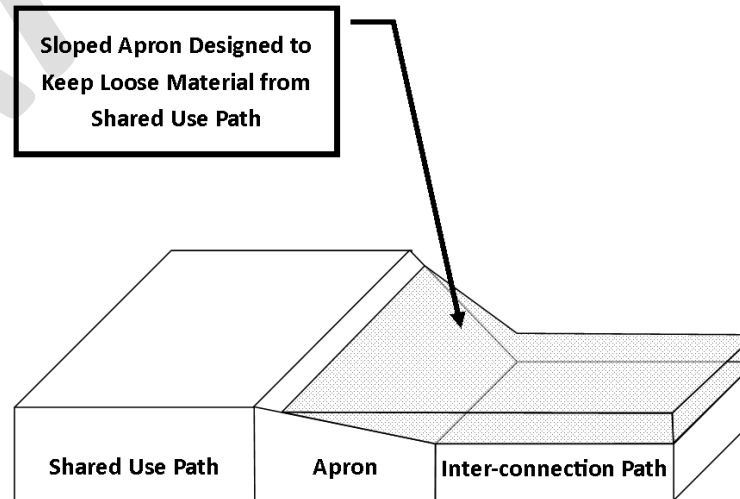 Sloped Apron Designed to
Keep Loose Material from
Shared Use Path
Shared Use Path
Apron
Inter-connection Path